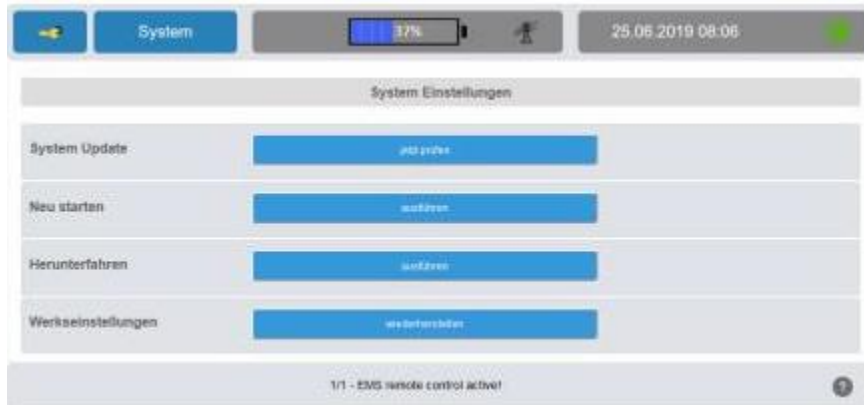 System
37%
25.06.2019 08:06
System Einstellungen
System Update
jetzt prüfen
Neu starten
ausführen
Herunterfahren
ausführen
Werkseinstellungen
wiederherstellen
1/1 - EMS remote control active!
?